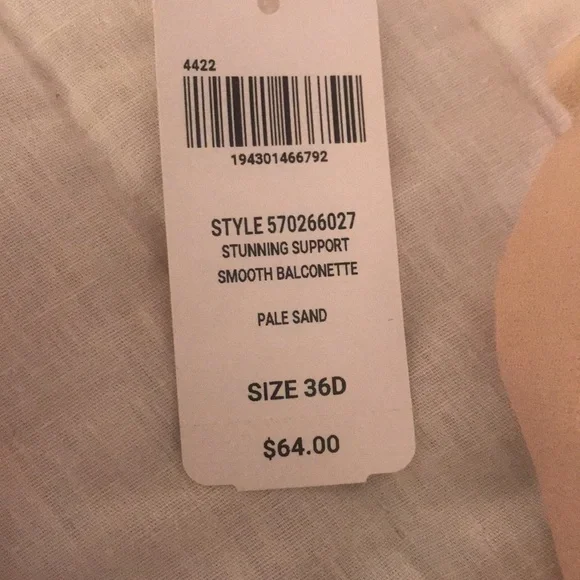 4422
194301466792
STYLE 570266027
STUNNING SUPPORT
SMOOTH BALCONETTE
PALE SAND
SIZE 36D
$64.00